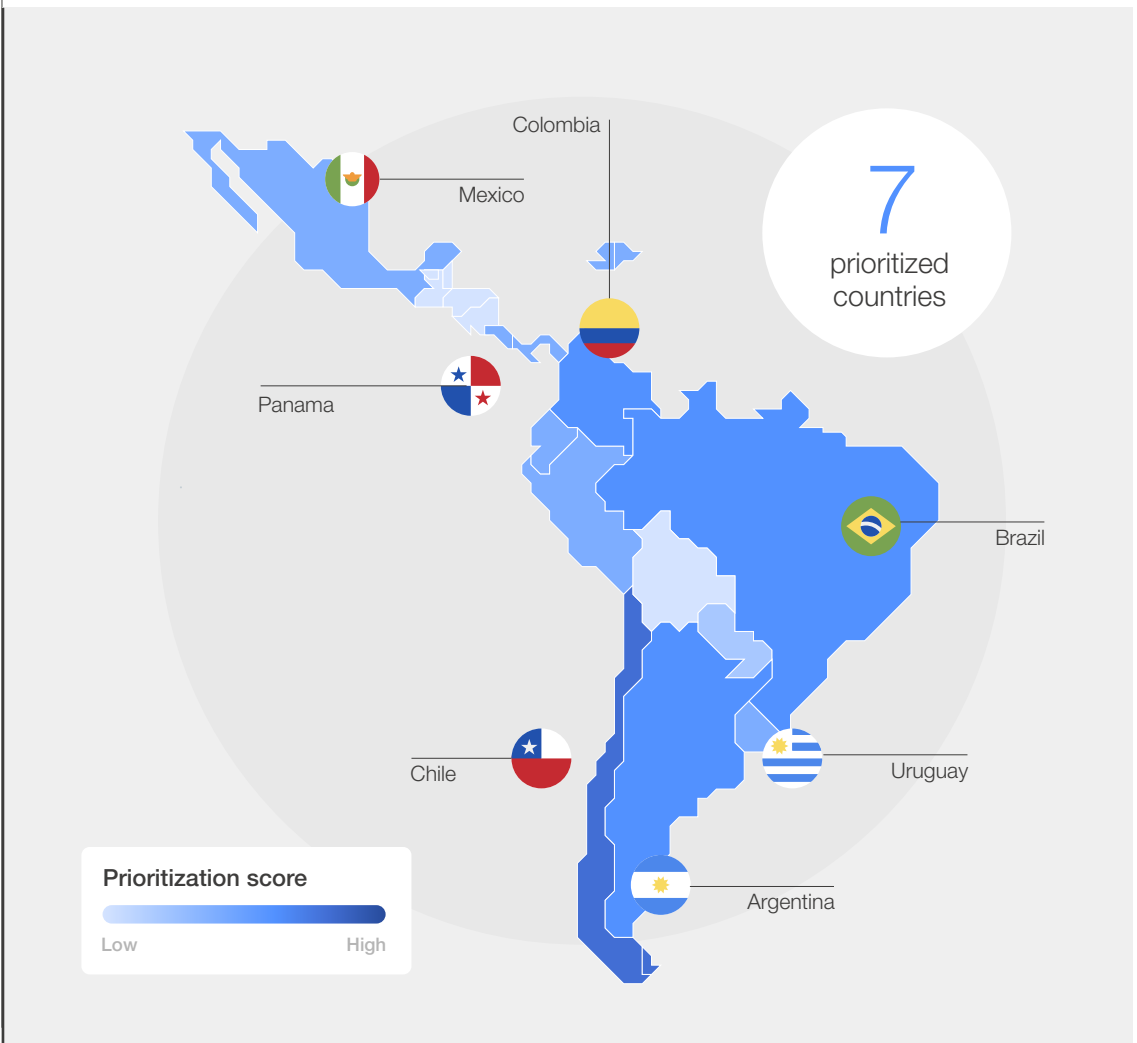 Colombia
Mexico
7
prioritized
countries
Panama
Brazil
Chile
Uruguay
Argentina
Prioritization score
Low
High